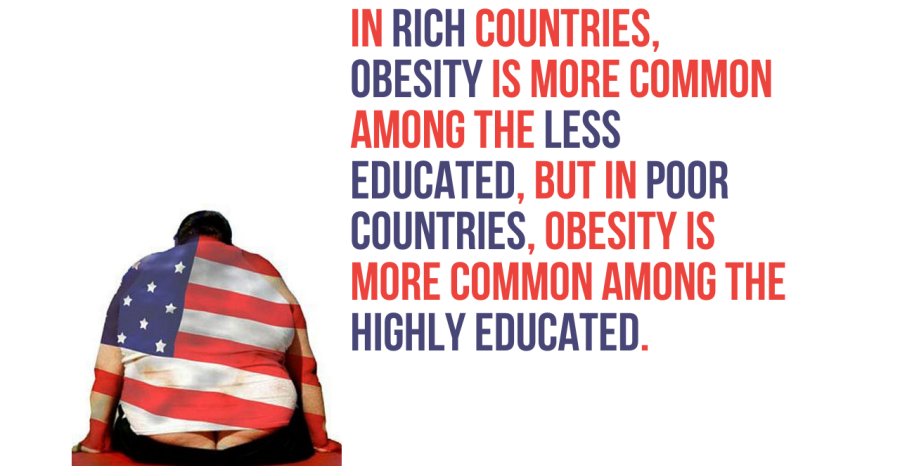 IN RICH COUNTRIES,
OBESITY IS MORE COMMON
AMONG THE LESS
EDUCATED, BUT IN POOR
COUNTRIES, OBESITY IS
MORE COMMON AMONG THE
HIGHLY EDUCATED.